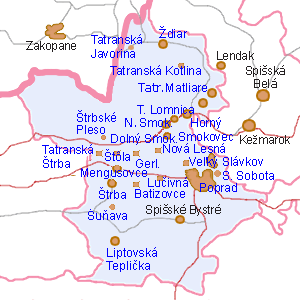 Ždiar
Zakopane
Tatranská
Javorina
Lendak
Tatranská Kotlina
Spišská
Belá
Tatr.Matliare
T. Lomnica
Štrbské
Pleso
N. Smok.
Horný
Smokovec
Kežmarok
Dolný Smok.
Nová Lesná
Tatranská
Štrba
Štôla
Gerl.
Veľký Slávkov
Mengusovce
Š. Sobota
Lučivná
Poprad
Štrba
Batizovce
Šuňava
Spišské Bystré
Liptovská
Teplička